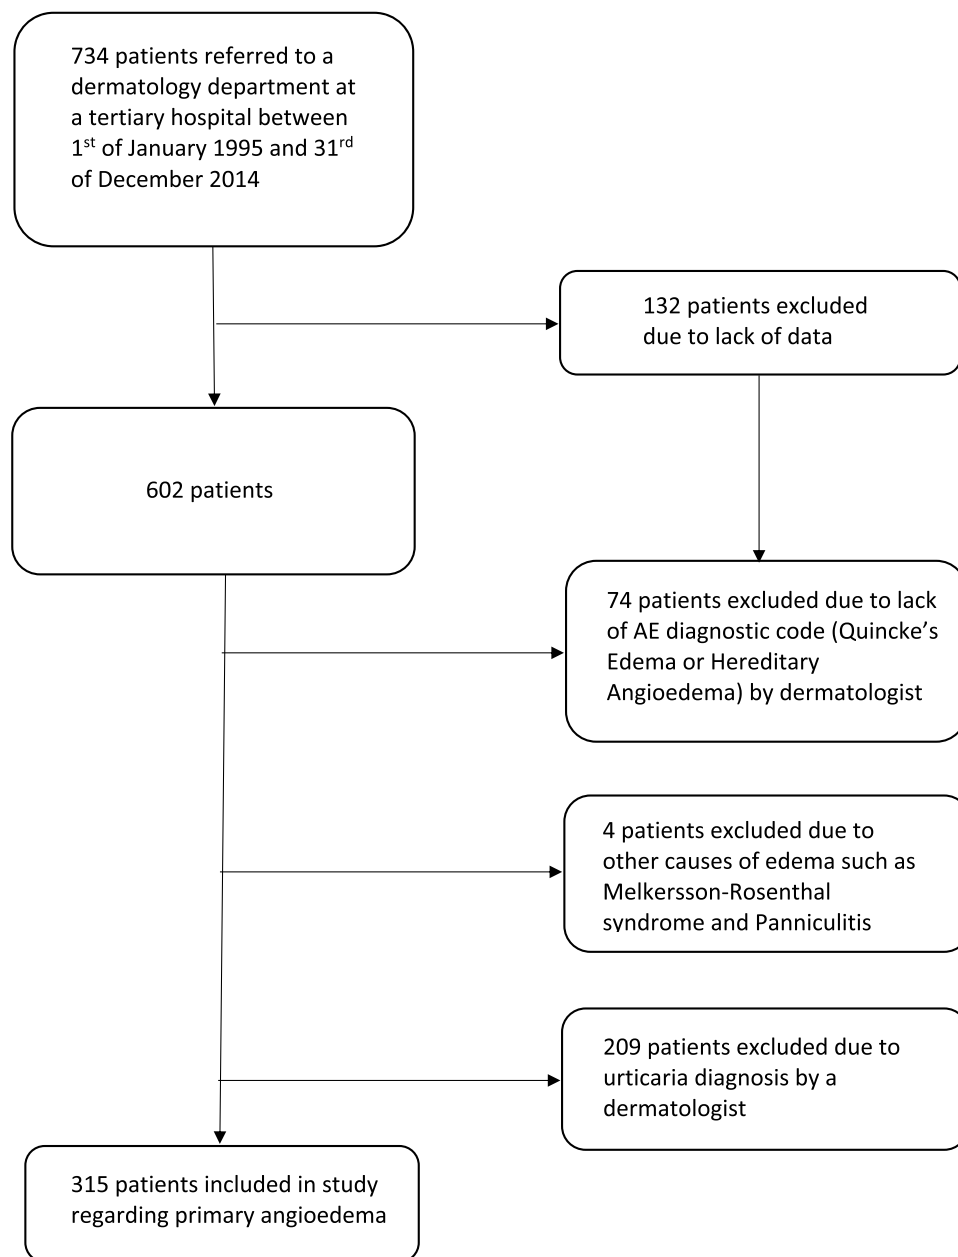 734 patients referred to a
dermatology department at
a tertiary hospital between
1st of January 1995 and 31rd
of December 2014
132 patients excluded
due to lack of data
602 patients
74 patients excluded due to lack
of AE diagnostic code (Quincke’s
Edema or Hereditary
Angioedema) by dermatologist
4 patients excluded due to
other causes of edema such as
Melkersson-Rosenthal
syndrome and Panniculitis
209 patients excluded due to
urticaria diagnosis by a
dermatologist
315 patients included in study
regarding primary angioedema